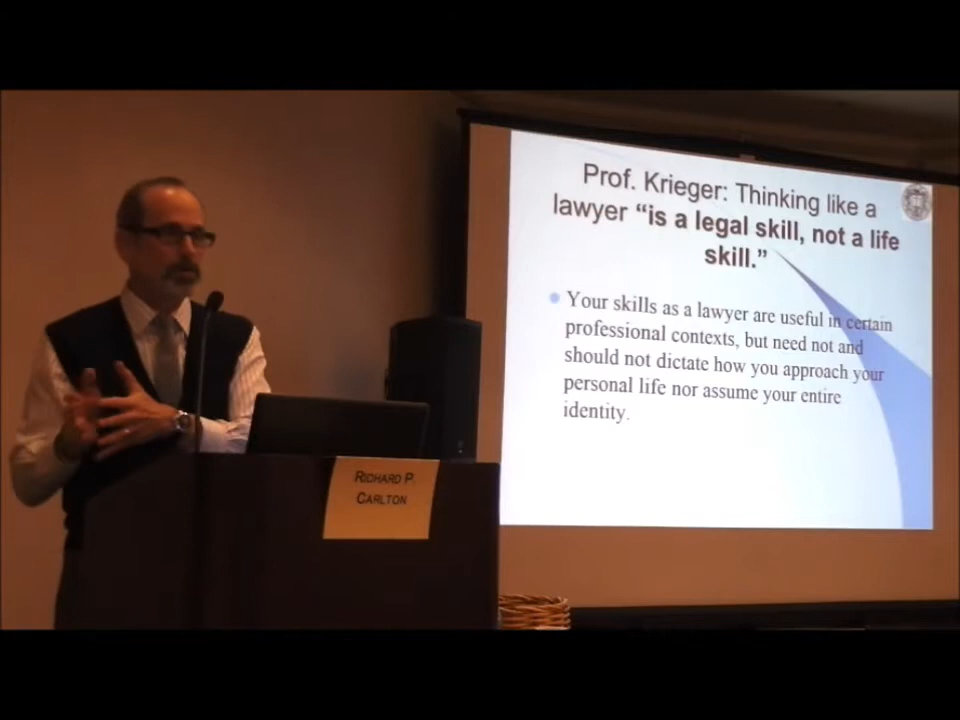 Prof. Krieger: Thinking like a
lawyer “is a legal skill, not a life
skill.”
Your skills as a lawyer are useful in certain
professional contexts, but need not and
should not dictate how you approach your
personal life nor assume your entire
identity.
RICHARD P.
CARLTON